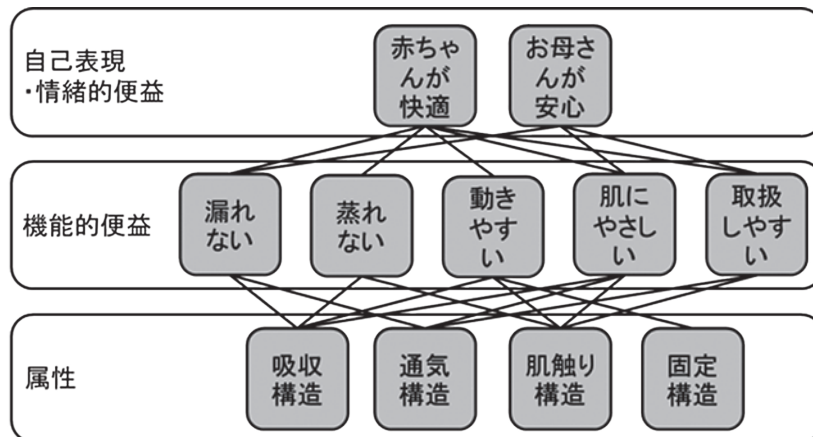 自己表現
・情緒的便益
赤ちゃ
んが
快適
お母さ
んが
安心
機能的便益
漏れ
ない
蒸れ
ない
動き
やす
い
肌に
やさし
い
取扱
しやす
い
属性
吸収
構造
通気
構造
肌触り
構造
固定
構造